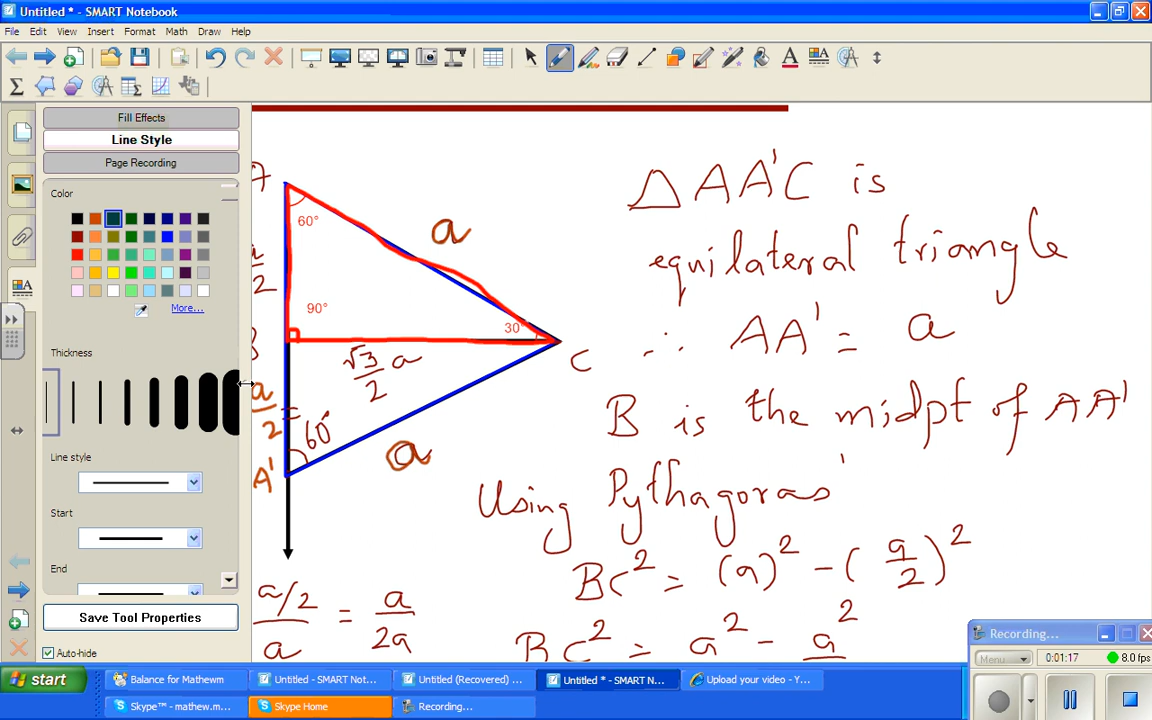 Untitled * - SMART Notebook
File Edit View Insert Format Math Draw Help
Fill Effects
Line Style
Page Recording
Color
More...
Thickness
Line style
Start
End
Save Tool Properties
Auto-hide
60°
a
2
90°
30°
a
√3/2 a
C
a
2
=
60°
A'
a
a/2 = a
a 2a
△AA'C is
equilateral triangle
∴ AA' = a
B is the midpt of AA'
Using Pythagoras'
BC² = (a)² - (a/2)²
BC² = a² - a²
Recording...
Menu
0:01:17
8.0 fps
start
Balance for Mathewm
Untitled - SMART Not...
Untitled (Recovered) ...
Untitled * - SMART N...
Upload your video - Y...
Skype™ - mathew.m...
Skype Home
Recording...